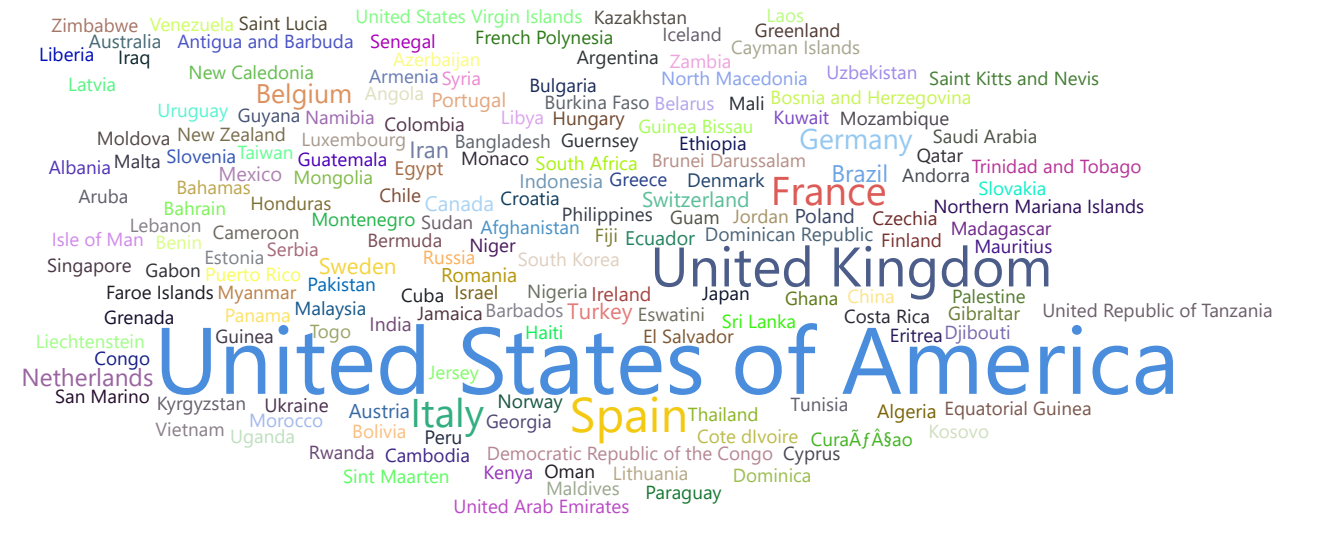 Zimbabwe Venezuela Saint Lucia United States Virgin Islands Kazakhstan Laos
Australia Antigua and Barbuda Senegal French Polynesia Iceland Greenland
Liberia Iraq Azerbaijan Argentina Zambia Cayman Islands
Latvia New Caledonia Armenia Syria Bulgaria North Macedonia Uzbekistan Saint Kitts and Nevis
Belgium Angola Portugal Burkina Faso Belarus Mali Bosnia and Herzegovina
Uruguay Guyana Namibia Colombia Libya Hungary Guinea Bissau Kuwait Mozambique
Moldova New Zealand Luxembourg Iran Bangladesh Guernsey Ethiopia Germany Saudi Arabia
Albania Malta Slovenia Taiwan Guatemala Egypt Monaco South Africa Brunei Darussalam Qatar Trinidad and Tobago
Mexico Mongolia Indonesia Greece Denmark Brazil Andorra
Aruba Bahamas Honduras Chile Canada Croatia Switzerland France Slovakia
Bahrain Montenegro Sudan Philippines Guam Jordan Poland Czechia Northern Mariana Islands
Lebanon Cameroon Afghanistan Fiji Ecuador Dominican Republic Finland Madagascar
Isle of Man Benin Estonia Serbia Bermuda Niger Mauritius
Singapore Gabon Puerto Rico Sweden Russia Romania South Korea United Kingdom
Faroe Islands Myanmar Pakistan Cuba Israel Nigeria Ireland Japan Ghana China Palestine
Grenada Panama Malaysia India Jamaica Barbados Turkey Eswatini Sri Lanka Costa Rica Gibraltar United Republic of Tanzania
Liechtenstein Guinea Togo Haiti El Salvador Eritrea Djibouti
Congo United States of America
Netherlands Jersey
San Marino Kyrgyzstan Ukraine Austria Italy Norway Spain Thailand Tunisia Algeria Equatorial Guinea
Vietnam Morocco Uganda Bolivia Peru Georgia Cote dIvoire CuraÃƒÂ§ao Kosovo
Rwanda Cambodia Democratic Republic of the Congo Cyprus
Sint Maarten Kenya Oman Lithuania Dominica
Maldives Paraguay
United Arab Emirates